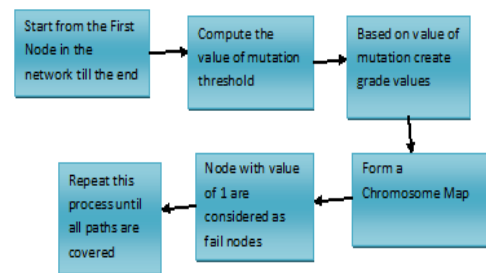 Start from the First
Node in the
network till the end
Compute the
value of mutation
threshold
Based on value of
mutation create
grade values
Form a
Chromosome Map
Node with value
of 1 are
considered as
fail nodes
Repeat this
process until
all paths are
covered